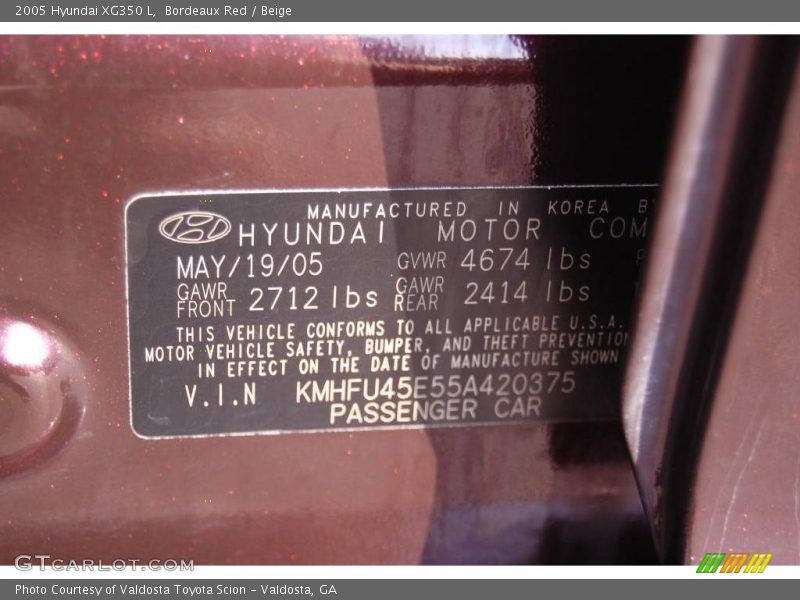 2005 Hyundai XG350 L, Bordeaux Red / Beige
MANUFACTURED IN KOREA B
HYUNDAI MOTOR COM
MAY/19/05 GVWR 4674 lbs
GAWR FRONT 2712 lbs GAWR REAR 2414 lbs
THIS VEHICLE CONFORMS TO ALL APPLICABLE U.S.A.
MOTOR VEHICLE SAFETY, BUMPER, AND THEFT PREVENTION
IN EFFECT ON THE DATE OF MANUFACTURE SHOWN
V.I.N KMHFU45E55A420375
PASSENGER CAR
GTCARLOT.COM
Photo Courtesy of Valdosta Toyota Scion - Valdosta, GA